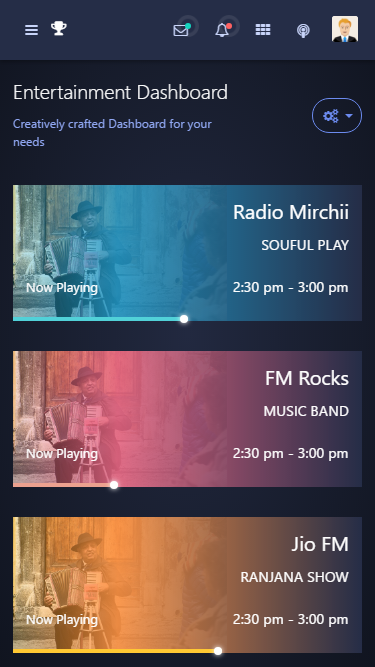 Entertainment Dashboard
Creatively crafted Dashboard for your
needs
Radio Mirchii
SOUFUL PLAY
Now Playing 2:30 pm - 3:00 pm
FM Rocks
MUSIC BAND
Now Playing 2:30 pm - 3:00 pm
Jio FM
RANJANA SHOW
Now Playing 2:30 pm - 3:00 pm